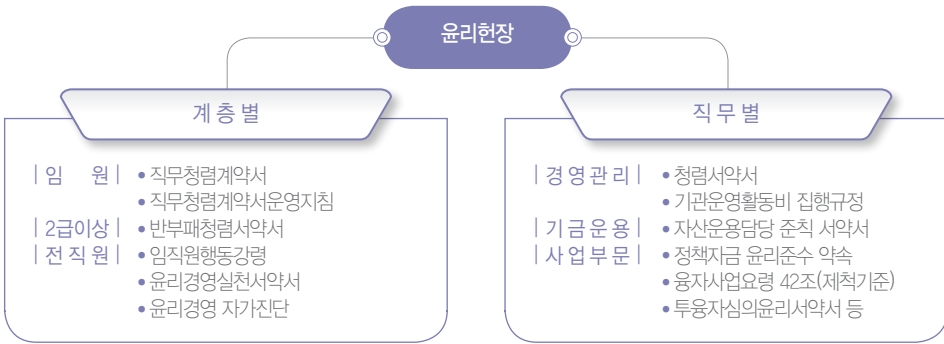 윤리헌장
계층별
| 임 원 | • 직무청렴계약서
• 직무청렴계약서운영지침
| 2급이상 | • 반부패청렴서약서
| 전직원 | • 임직원행동강령
• 윤리경영실천서약서
• 윤리경영 자가진단
직무별
| 경영관리 | • 청렴서약서
• 기관운영활동비 집행규정
| 기금운용 | • 자산운용담당 준칙 서약서
| 사업부문 | • 정책자금 윤리준수 약속
• 융자사업요령 42조(제척기준)
• 투융자심의윤리서약서 등